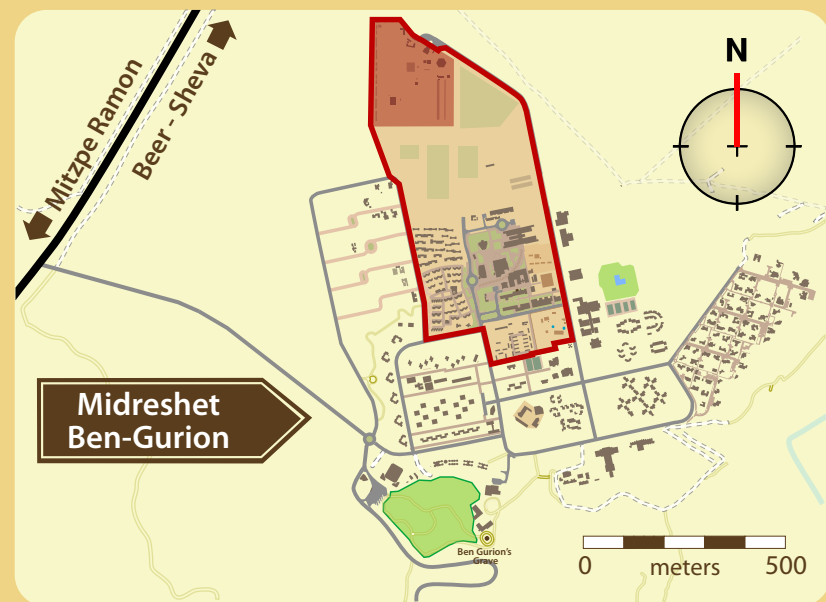 Mitzpe Ramon
Beer - Sheva
N
Midreshet
Ben-Gurion
Ben Gurion's
Grave
0 meters 500